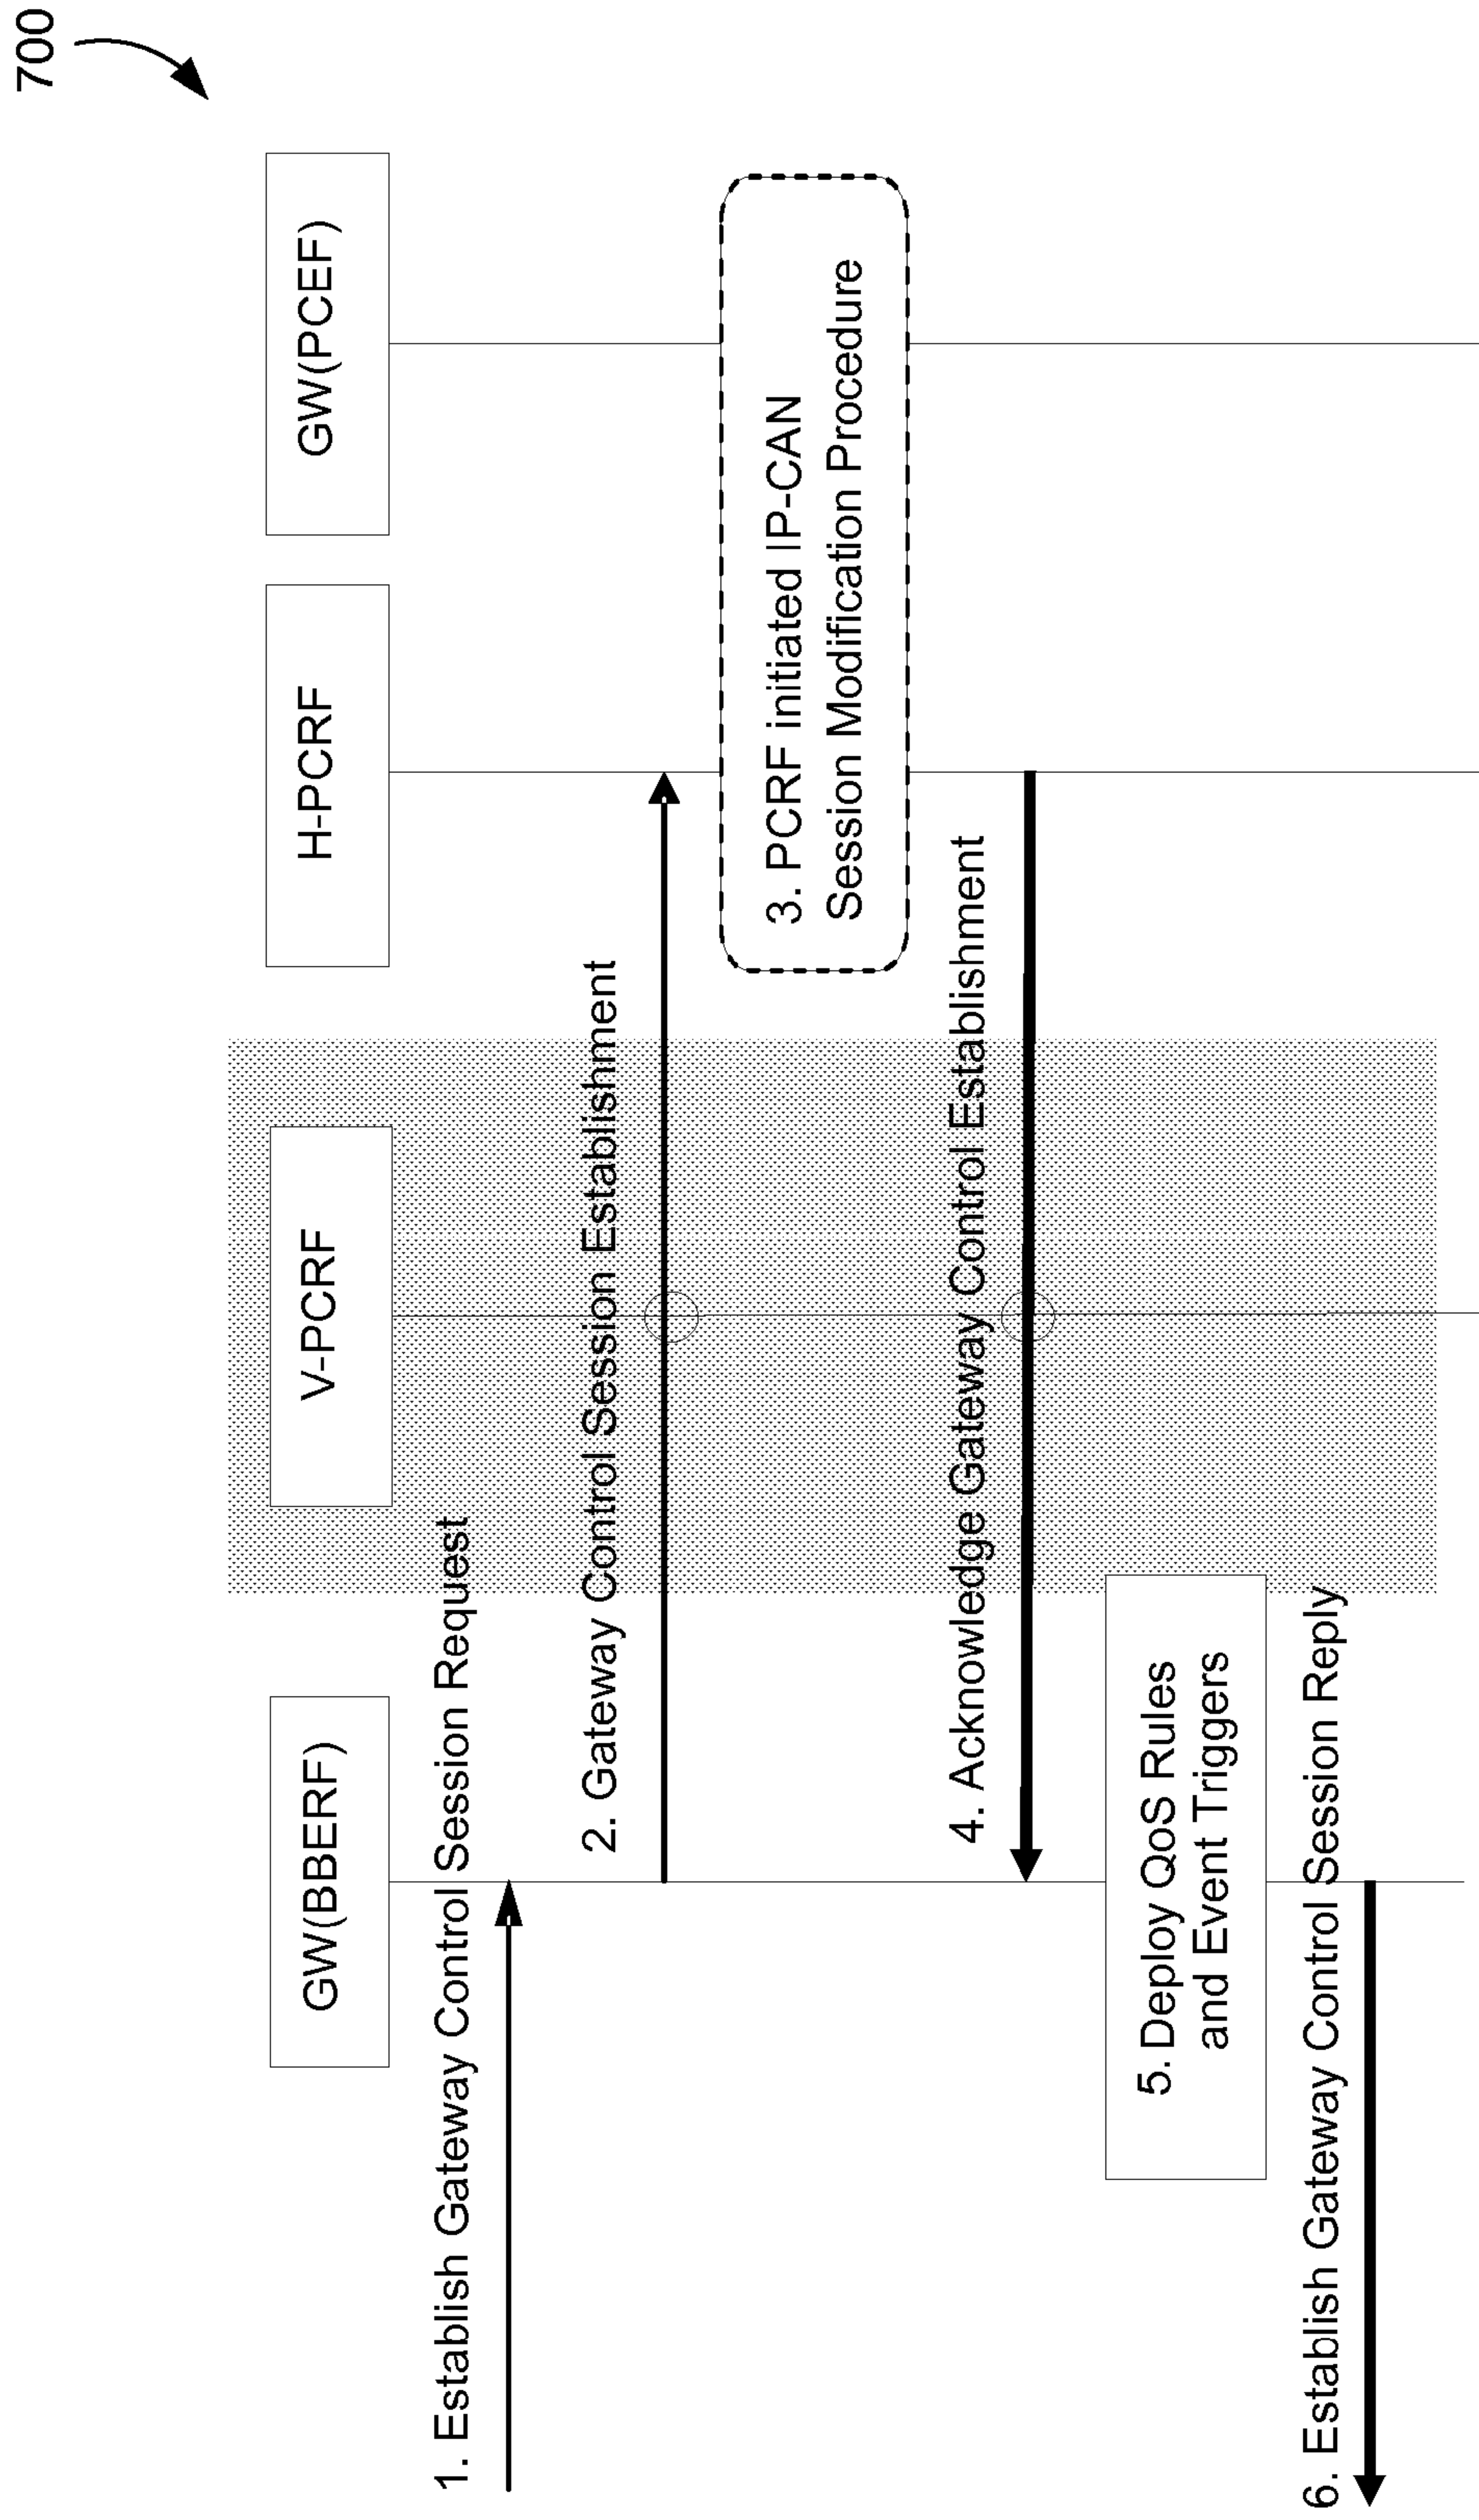 700
GW(BBERF)
V-PCRF
H-PCRF
GW(PCEF)
1. Establish Gateway Control Session Request
2. Gateway Control Session Establishment
3. PCRF initiated IP-CAN
Session Modification Procedure
4. Acknowledge Gateway Control Establishment
5. Deploy QoS Rules
and Event Triggers
6. Establish Gateway Control Session Reply